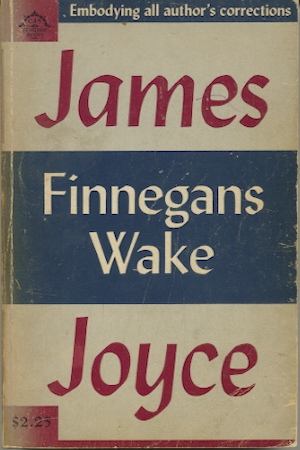 Embodying all author's corrections
James
Finnegans
Wake
Joyce
$2.25